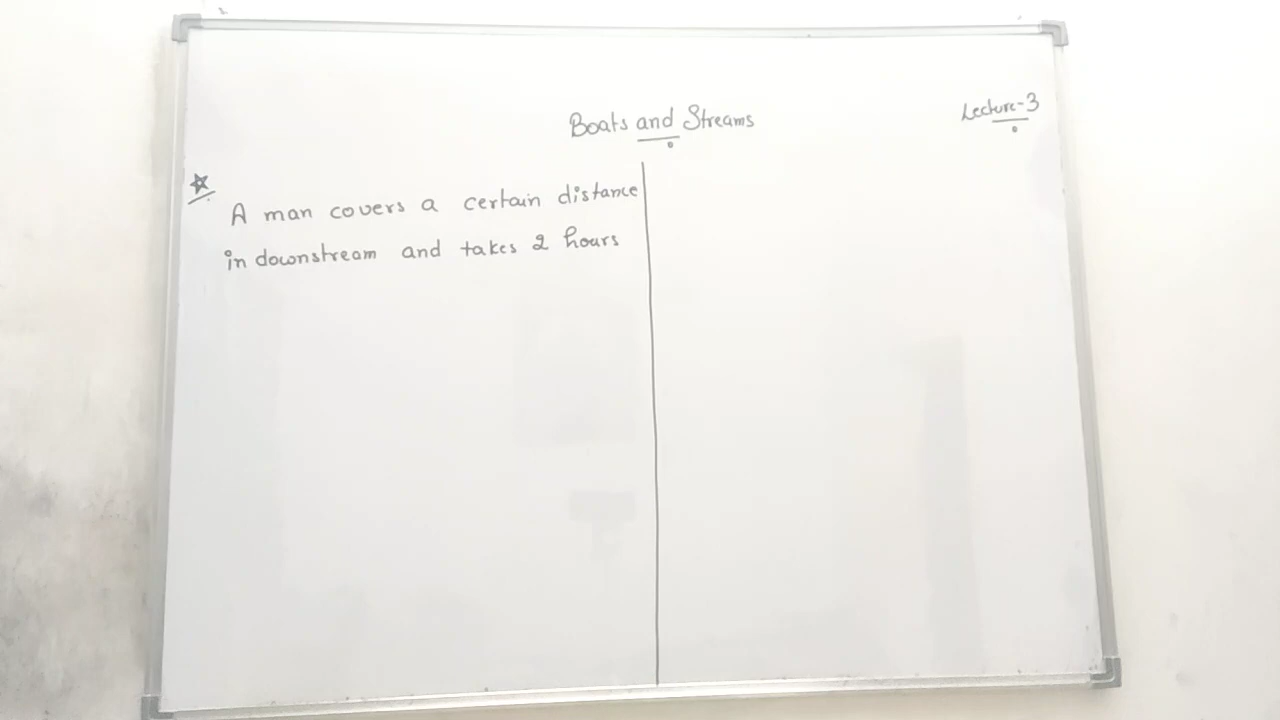 Boats and Streams
Lecture-3
A man covers a certain distance
in downstream and takes 2 hours